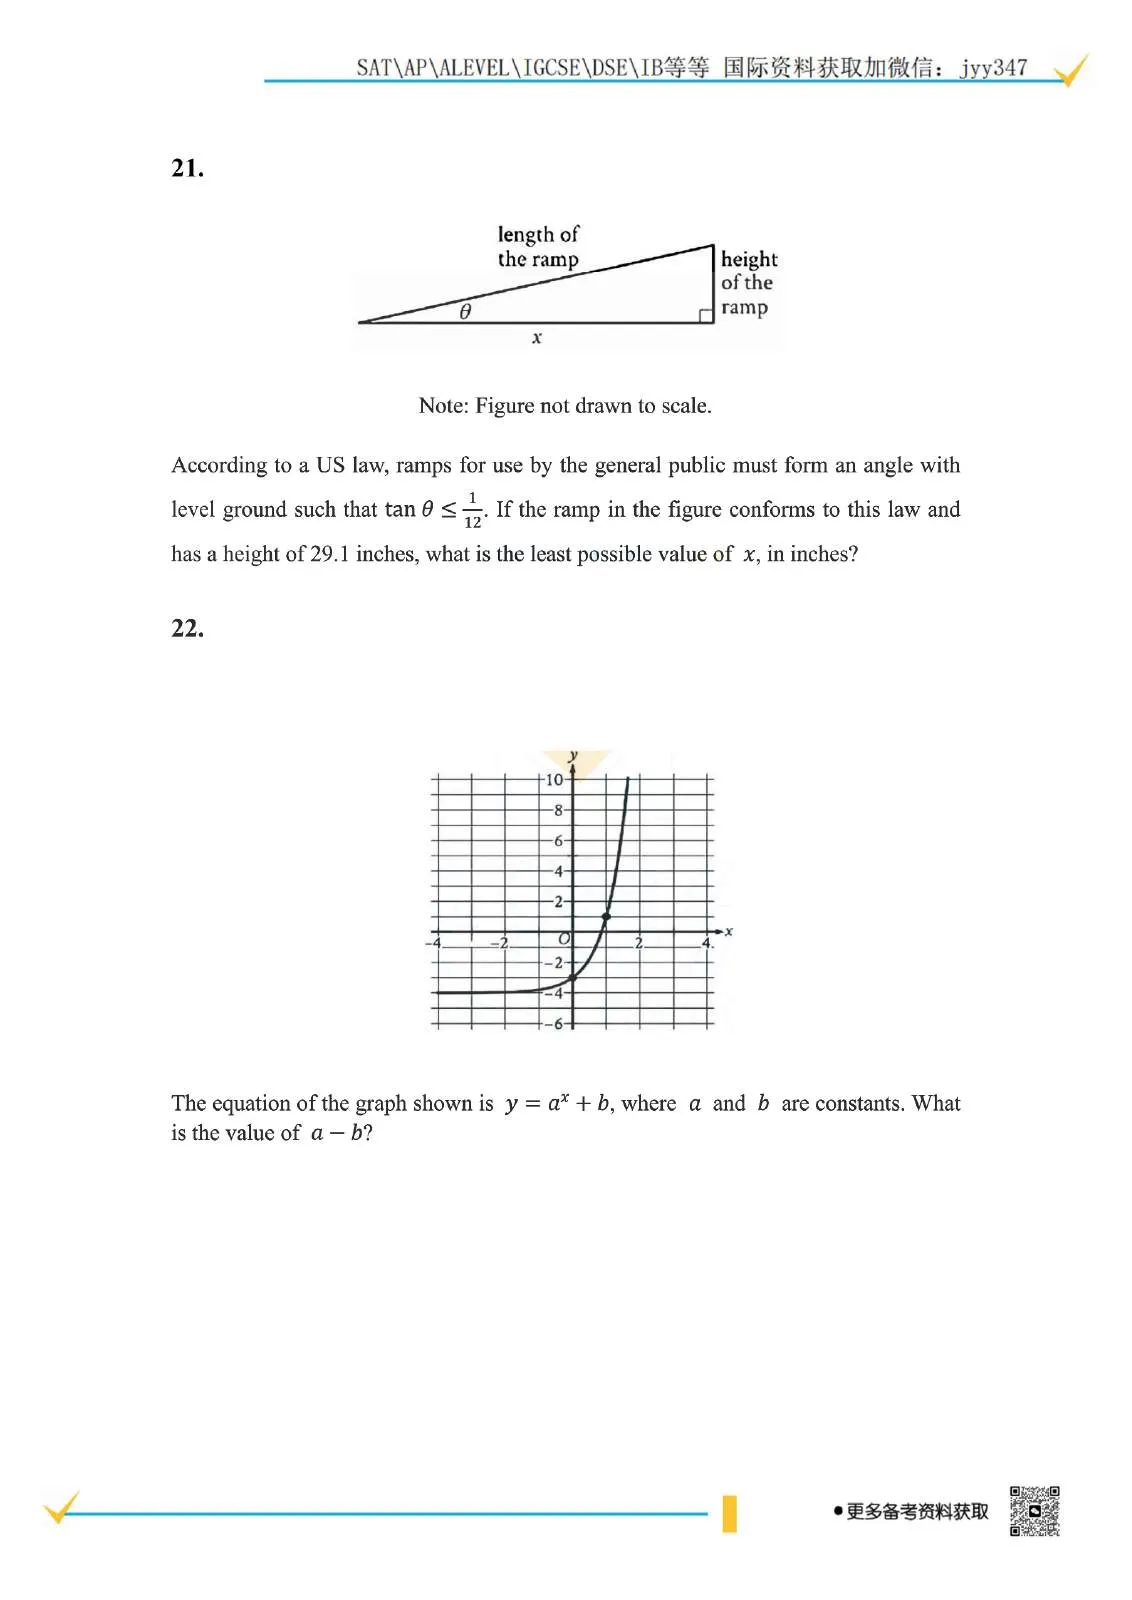 SAT\AP\ALEVEL\IGCSE\DSE\IB等等 国际资料获取加微信：jyy347
21.
length of
the ramp
height
of the
ramp
θ
x
Note: Figure not drawn to scale.
According to a US law, ramps for use by the general public must form an angle with
level ground such that tan θ ≤ 1/12. If the ramp in the figure conforms to this law and
has a height of 29.1 inches, what is the least possible value of x, in inches?
22.
y
10
8
6
4
2
-4 -2 O 2 4 x
-2
-4
-6
The equation of the graph shown is y = aˣ + b, where a and b are constants. What
is the value of a − b?
●更多备考资料获取